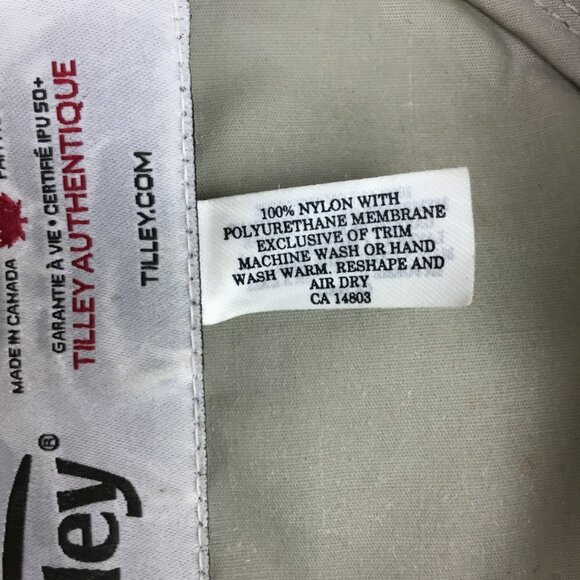 100% NYLON WITH
POLYURETHANE MEMBRANE
EXCLUSIVE OF TRIM
MACHINE WASH OR HAND
WASH WARM. RESHAPE AND
AIR DRY
CA 14803
MADE IN CANADA
GARANTIE À VIE • CERTIFIÉ IPU 50+
TILLEY AUTHENTIQUE
TILLEY.COM
ley®